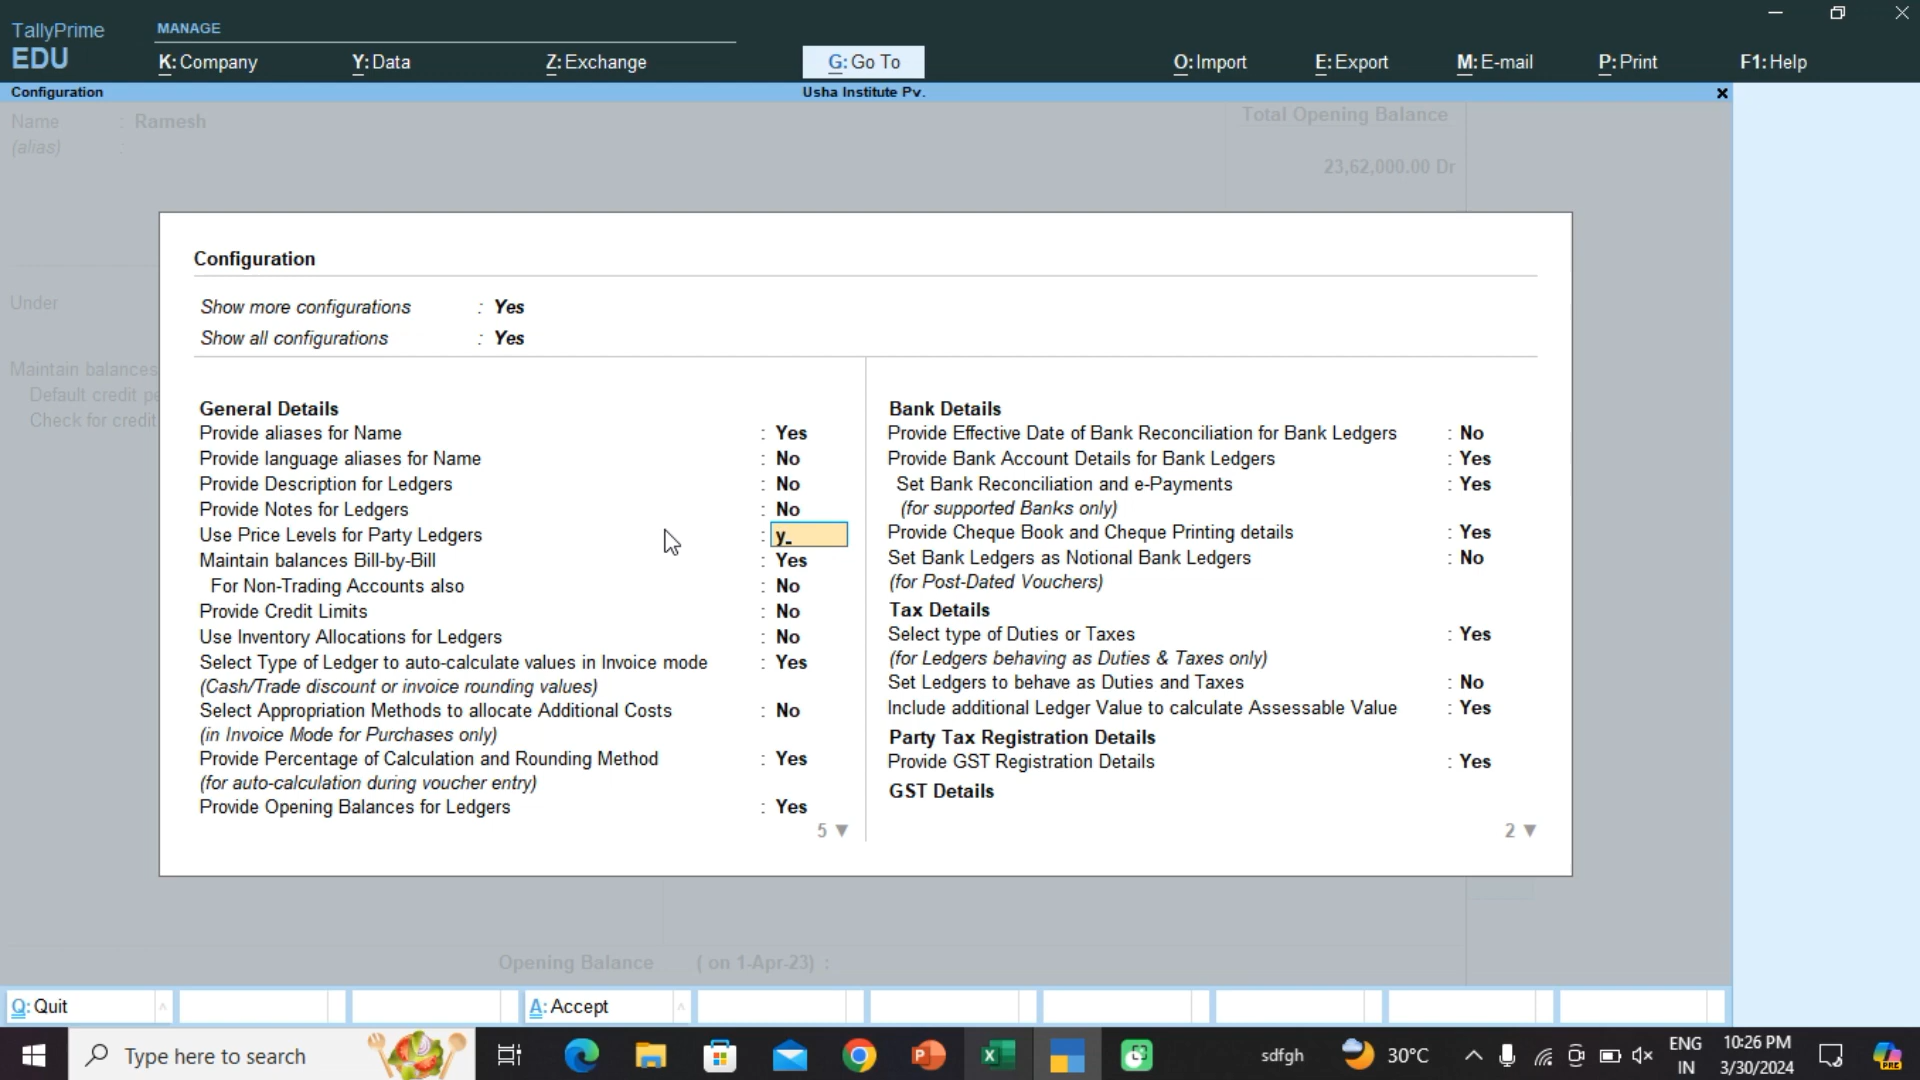 TallyPrime
EDU
MANAGE
K: Company
Y: Data
Z: Exchange
G: Go To
O: Import
E: Export
M: E-mail
P: Print
F1: Help
Configuration
Usha Institute Pv.
Name : Ramesh
(alias) :
Total Opening Balance
23,62,000.00 Dr
Under
Maintain balances
Default credit pe
Check for credit
Configuration
Show more configurations : Yes
Show all configurations : Yes
General Details
Provide aliases for Name : Yes
Provide language aliases for Name : No
Provide Description for Ledgers : No
Provide Notes for Ledgers : No
Use Price Levels for Party Ledgers : y
Maintain balances Bill-by-Bill : Yes
For Non-Trading Accounts also : No
Provide Credit Limits : No
Use Inventory Allocations for Ledgers : No
Select Type of Ledger to auto-calculate values in Invoice mode : Yes
(Cash/Trade discount or invoice rounding values)
Select Appropriation Methods to allocate Additional Costs : No
(in Invoice Mode for Purchases only)
Provide Percentage of Calculation and Rounding Method : Yes
(for auto-calculation during voucher entry)
Provide Opening Balances for Ledgers : Yes
5 ▼
Bank Details
Provide Effective Date of Bank Reconciliation for Bank Ledgers : No
Provide Bank Account Details for Bank Ledgers : Yes
Set Bank Reconciliation and e-Payments : Yes
(for supported Banks only)
Provide Cheque Book and Cheque Printing details : Yes
Set Bank Ledgers as Notional Bank Ledgers : No
(for Post-Dated Vouchers)
Tax Details
Select type of Duties or Taxes : Yes
(for Ledgers behaving as Duties & Taxes only)
Set Ledgers to behave as Duties and Taxes : No
Include additional Ledger Value to calculate Assessable Value : Yes
Party Tax Registration Details
Provide GST Registration Details : Yes
GST Details
2 ▼
Opening Balance ( on 1-Apr-23) :
Q: Quit
A: Accept
Type here to search
sdfgh
30°C
ENG
IN
10:26 PM
3/30/2024
PRE